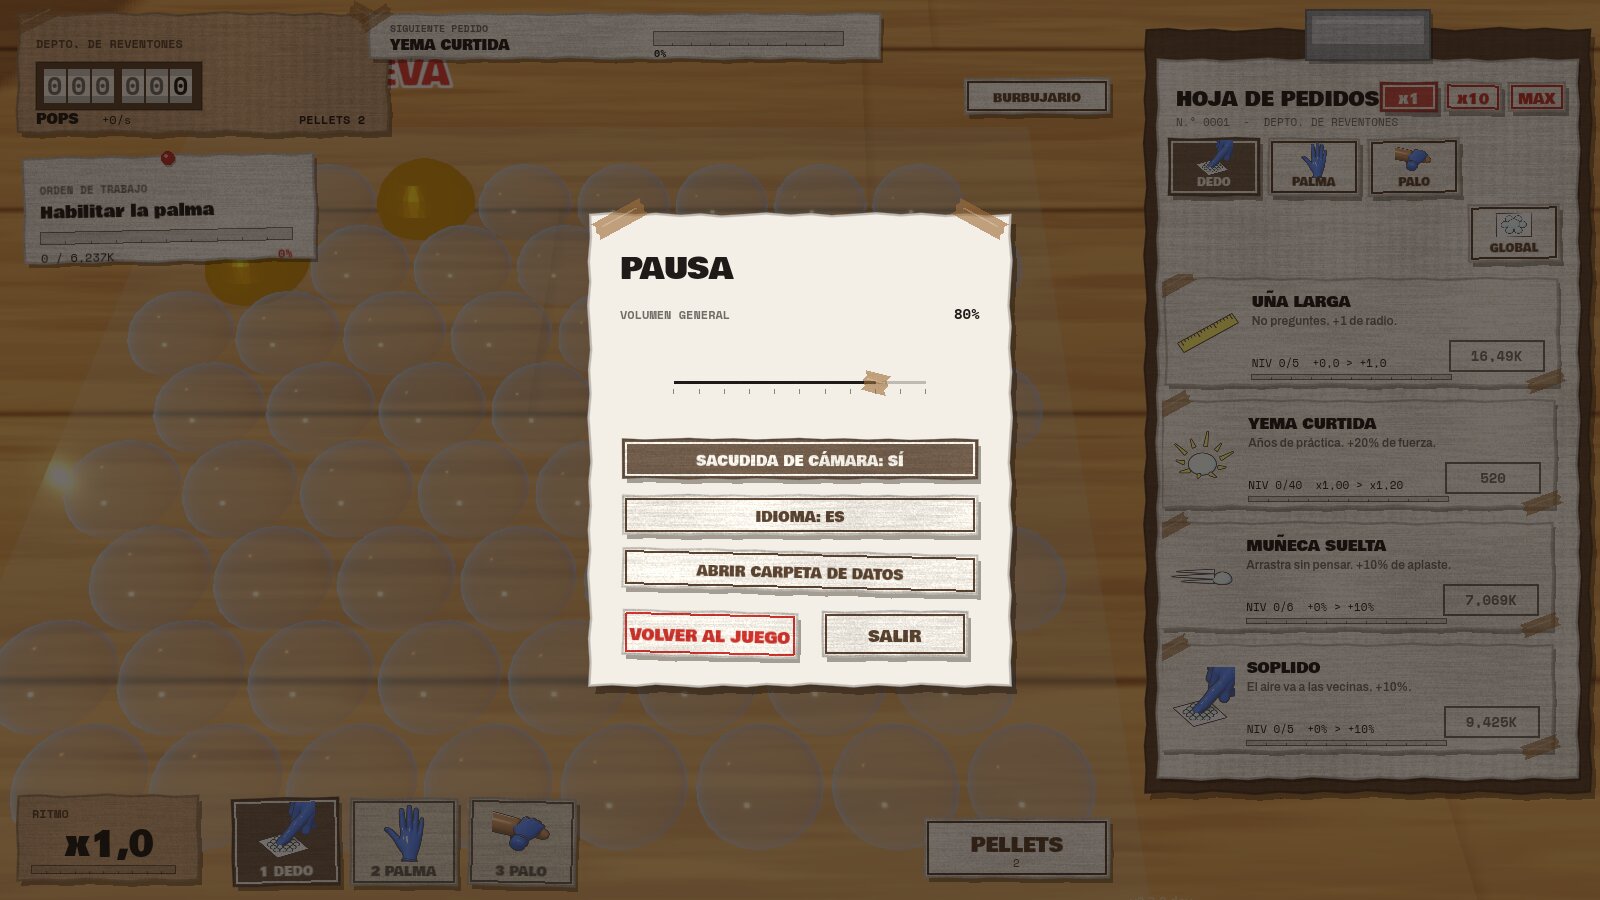 DEPTO. DE REVENTONES
000 000
POPS +0/s PELLETS 2
SIGUIENTE PEDIDO
YEMA CURTIDA
0%
EVA
BURBUJARIO
ORDEN DE TRABAJO
Habilitar la palma
0 / 6,237K 0%
PAUSA
VOLUMEN GENERAL 80%
SACUDIDA DE CÁMARA: SÍ
IDIOMA: ES
ABRIR CARPETA DE DATOS
VOLVER AL JUEGO SALIR
HOJA DE PEDIDOS x1 x10 MAX
N.° 0001 - DEPTO. DE REVENTONES
DEDO PALMA PALO
GLOBAL
UÑA LARGA
No preguntes. +1 de radio.
NIV 0/5 +0,0 > +1,0 16,49K
YEMA CURTIDA
Años de práctica. +20% de fuerza.
NIV 0/40 x1,00 > x1,20 520
MUÑECA SUELTA
Arrastra sin pensar. +10% de aplaste.
NIV 0/6 +0% > +10% 7,069K
SOPLIDO
El aire va a las vecinas. +10%.
NIV 0/5 +0% > +10% 9,425K
RITMO
x1,0
1 DEDO 2 PALMA 3 PALO
PELLETS
2